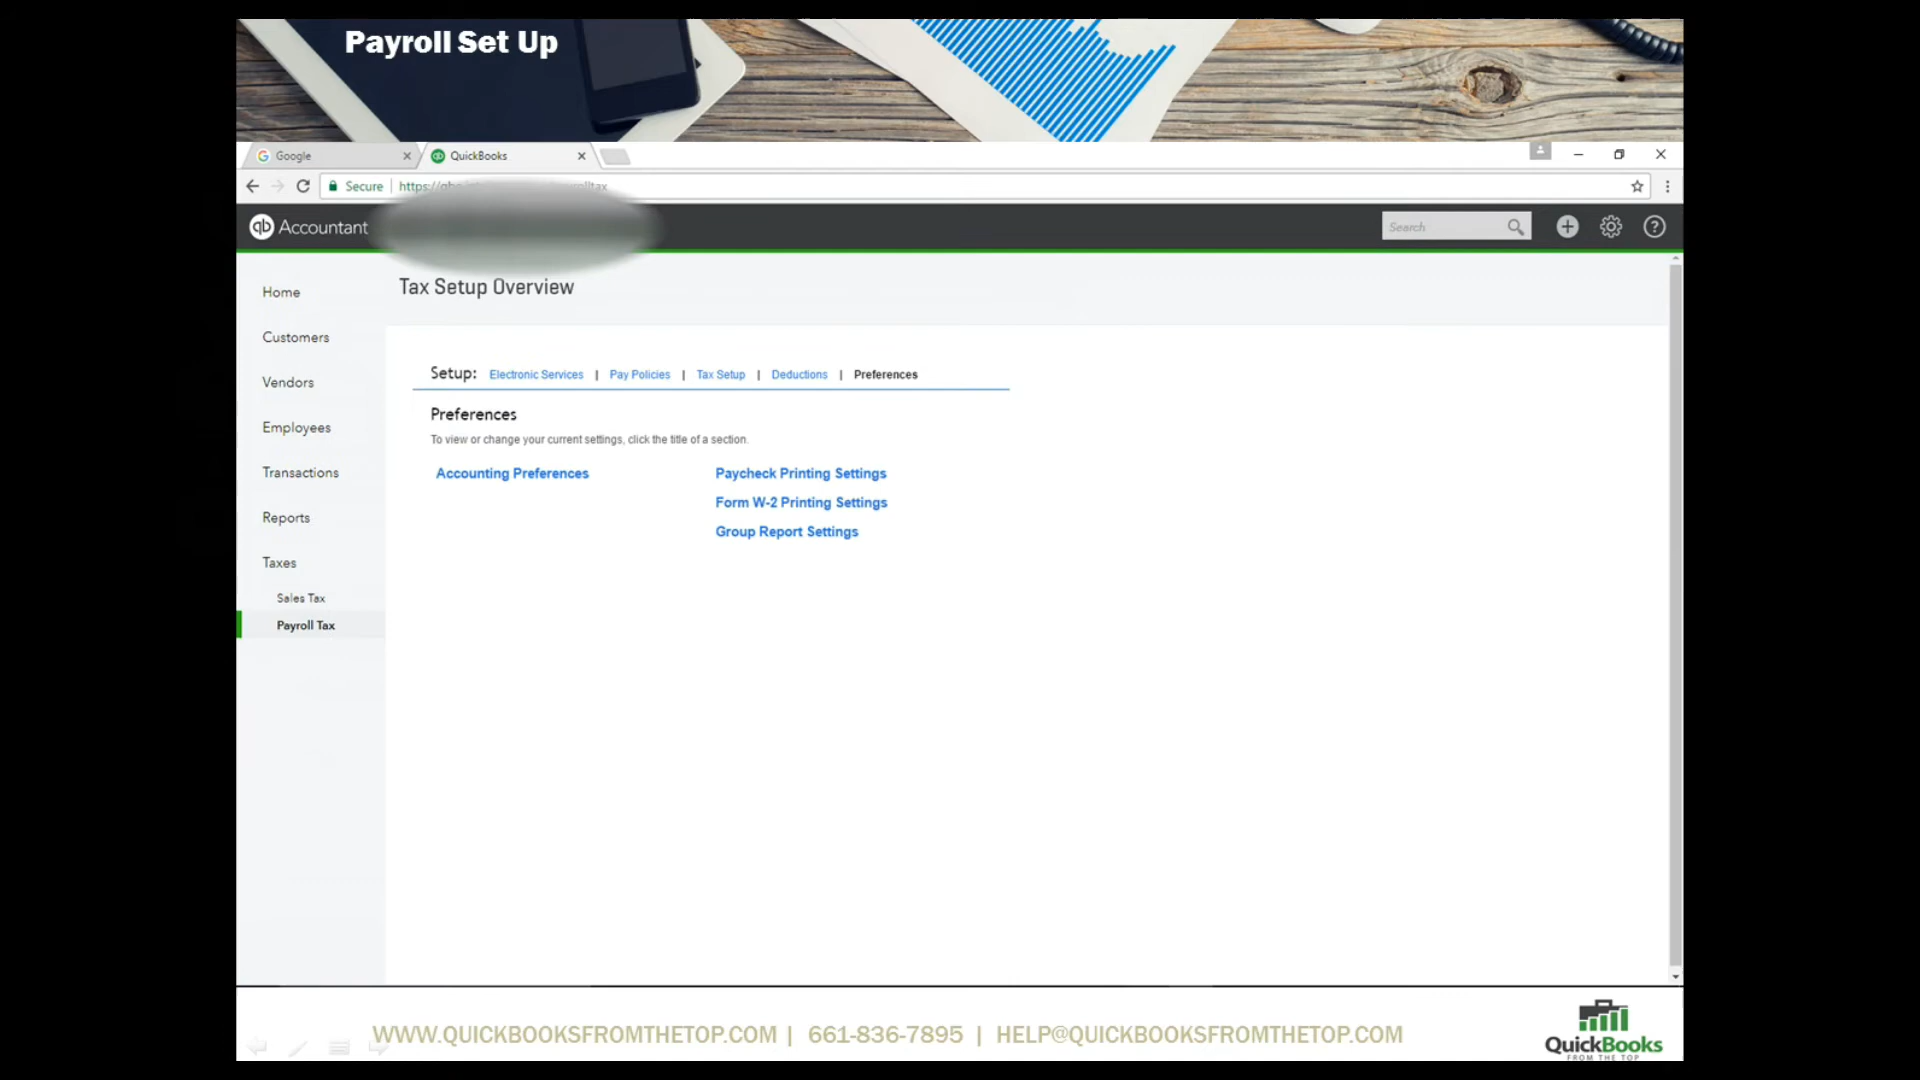 Payroll Set Up
Google
QuickBooks
Secure
qb Accountant
Search
Tax Setup Overview
Home
Customers
Vendors
Employees
Transactions
Reports
Taxes
Sales Tax
Payroll Tax
Setup: Electronic Services | Pay Policies | Tax Setup | Deductions | Preferences
Preferences
To view or change your current settings, click the title of a section.
Accounting Preferences
Paycheck Printing Settings
Form W-2 Printing Settings
Group Report Settings
WWW.QUICKBOOKSFROMTHETOP.COM | 661-836-7895 | HELP@QUICKBOOKSFROMTHETOP.COM
QuickBooks
FROM THE TOP